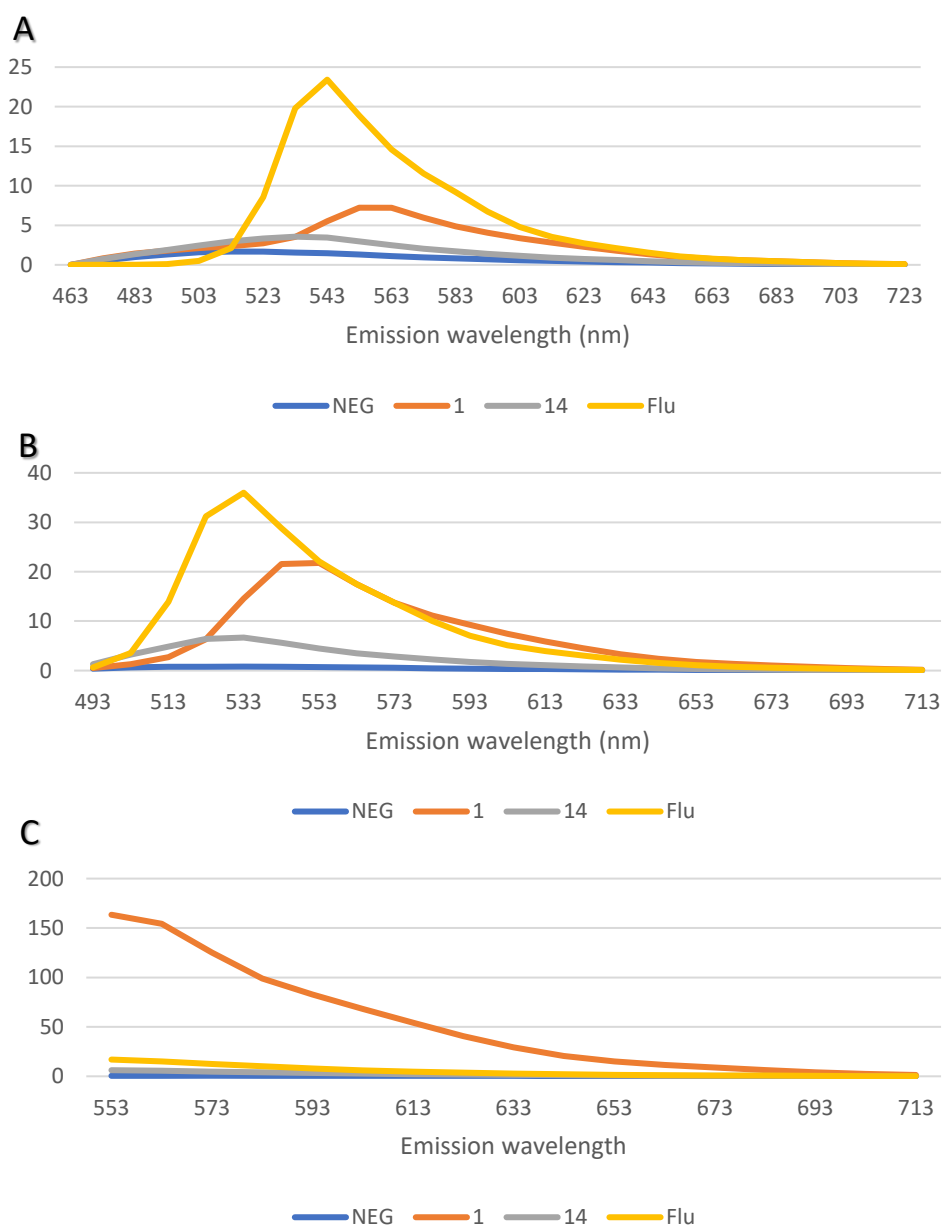 A
25
20
15
10
5
0
463 483 503 523 543 563 583 603 623 643 663 683 703 723
Emission wavelength (nm)
NEG 1 14 Flu
B
40
30
20
10
0
493 513 533 553 573 593 613 633 653 673 693 713
Emission wavelength (nm)
NEG 1 14 Flu
C
200
150
100
50
0
553 573 593 613 633 653 673 693 713
Emission wavelength
NEG 1 14 Flu